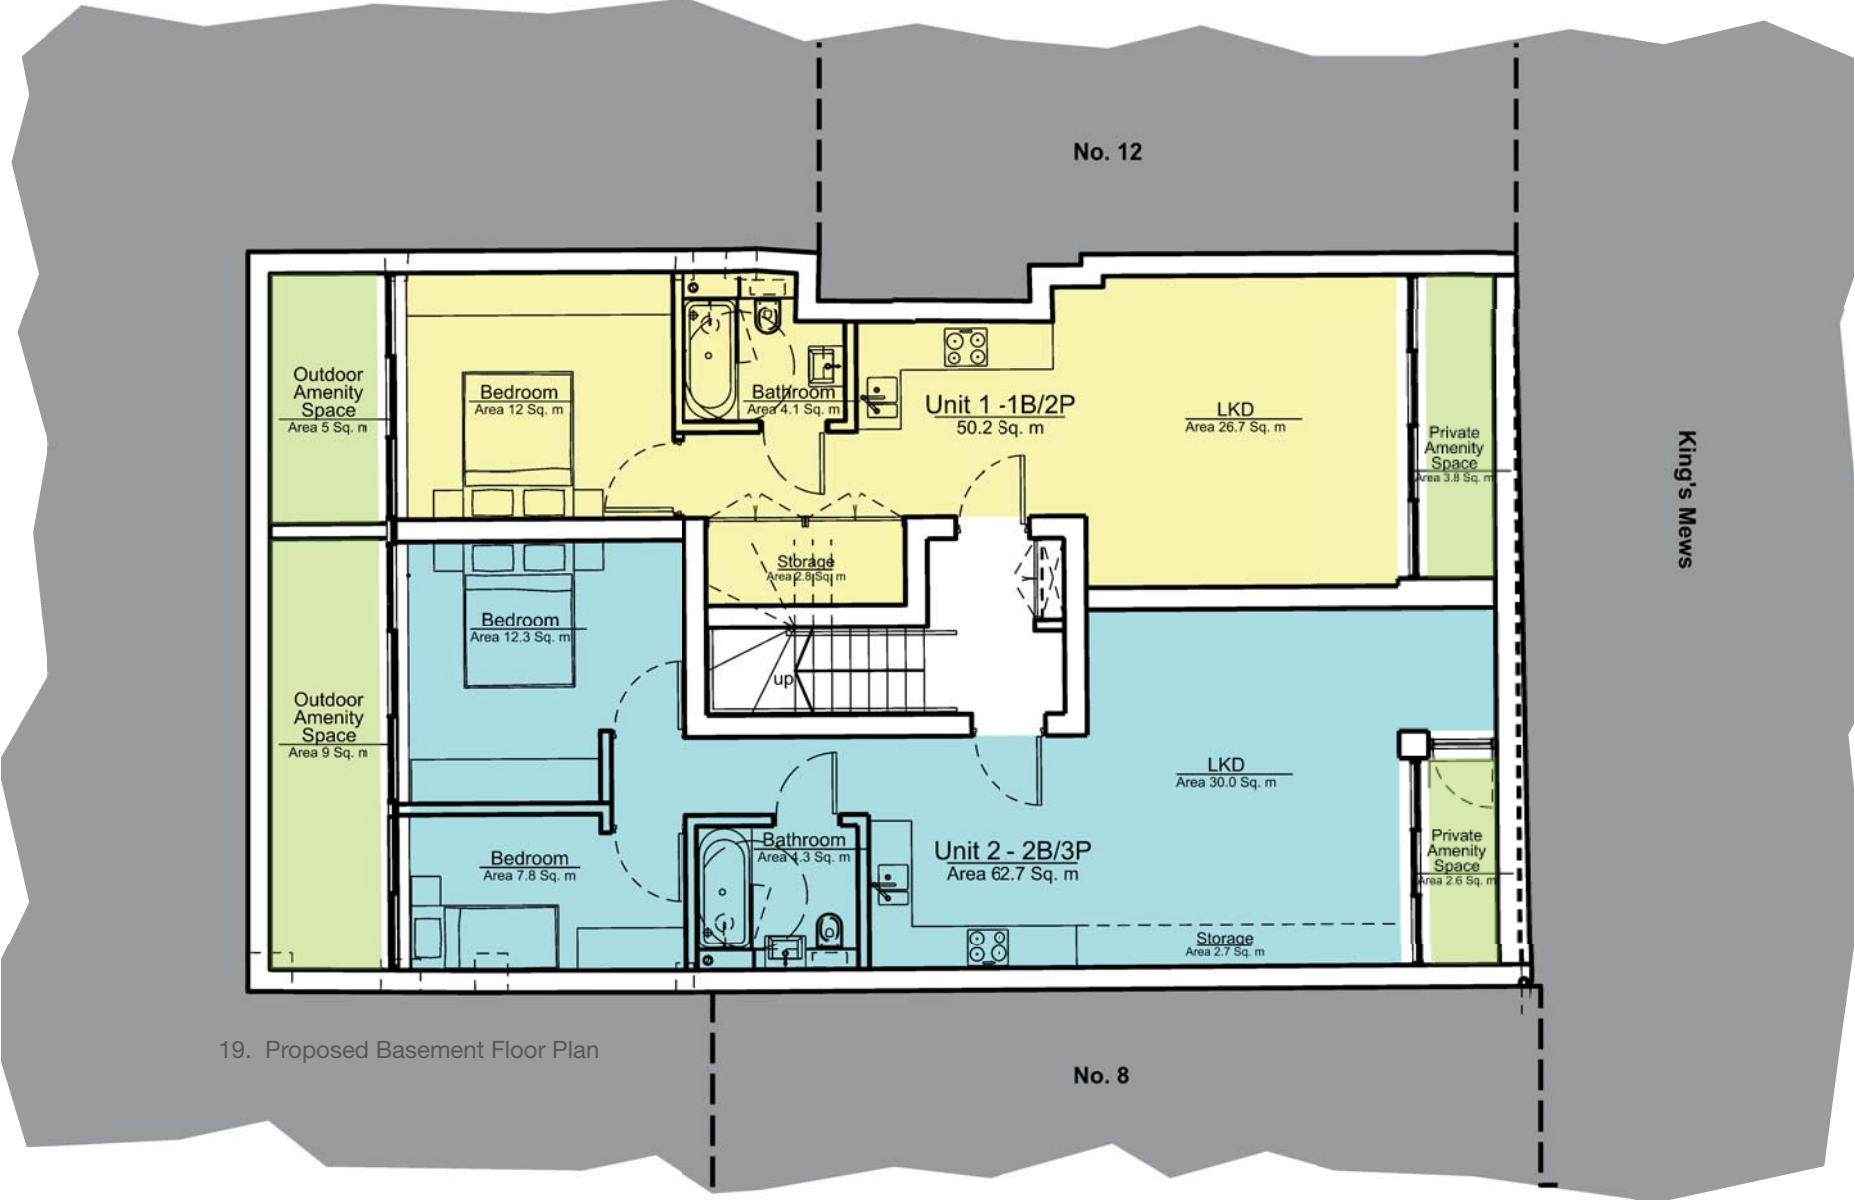 No. 12
Outdoor
Amenity
Space
Area 5 Sq. m
Bedroom
Area 12 Sq. m
Bathroom
Area 4.1 Sq. m
Unit 1 -1B/2P
50.2 Sq. m
LKD
Area 26.7 Sq. m
Private
Amenity
Space
Area 3.8 Sq. m
King's Mews
Storage
Area 2.8 Sq. m
Bedroom
Area 12.3 Sq. m
up
Outdoor
Amenity
Space
Area 9 Sq. m
LKD
Area 30.0 Sq. m
Bedroom
Area 7.8 Sq. m
Bathroom
Area 4.3 Sq. m
Unit 2 - 2B/3P
Area 62.7 Sq. m
Private
Amenity
Space
Area 2.6 Sq. m
Storage
Area 2.7 Sq. m
19. Proposed Basement Floor Plan
No. 8